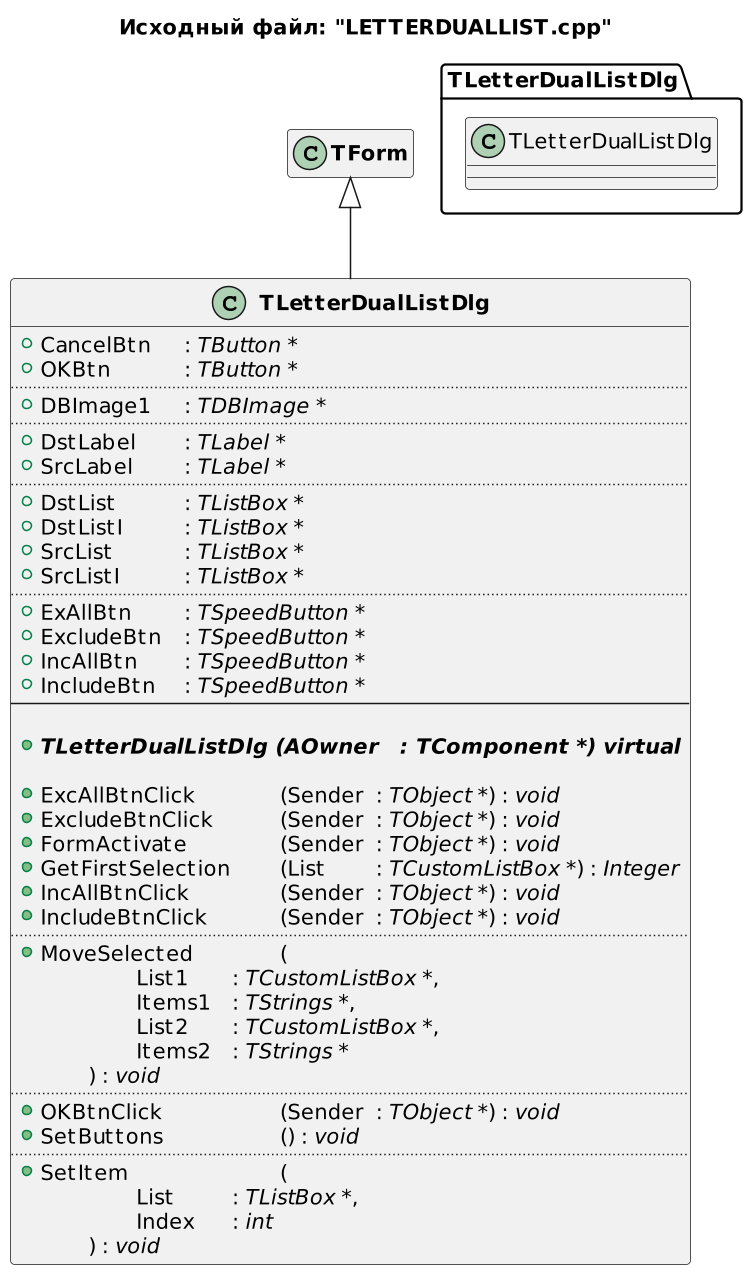 Исходный файл: "LETTERDUALLIST.cpp"
TLetterDualListDlg
C TForm
C TLetterDualListDlg
C TLetterDualListDlg
CancelBtn : TButton *
OKBtn : TButton *
DBImage1 : TDBImage *
DstLabel : TLabel *
SrcLabel : TLabel *
DstList : TListBox *
DstListI : TListBox *
SrcList : TListBox *
SrcListI : TListBox *
ExAllBtn : TSpeedButton *
ExcludeBtn : TSpeedButton *
IncAllBtn : TSpeedButton *
IncludeBtn : TSpeedButton *
TLetterDualListDlg (AOwner : TComponent *) virtual
ExcAllBtnClick (Sender : TObject *) : void
ExcludeBtnClick (Sender : TObject *) : void
FormActivate (Sender : TObject *) : void
GetFirstSelection (List : TCustomListBox *) : Integer
IncAllBtnClick (Sender : TObject *) : void
IncludeBtnClick (Sender : TObject *) : void
MoveSelected (
List1 : TCustomListBox *,
Items1 : TStrings *,
List2 : TCustomListBox *,
Items2 : TStrings *
) : void
OKBtnClick (Sender : TObject *) : void
SetButtons () : void
SetItem (
List : TListBox *,
Index : int
) : void